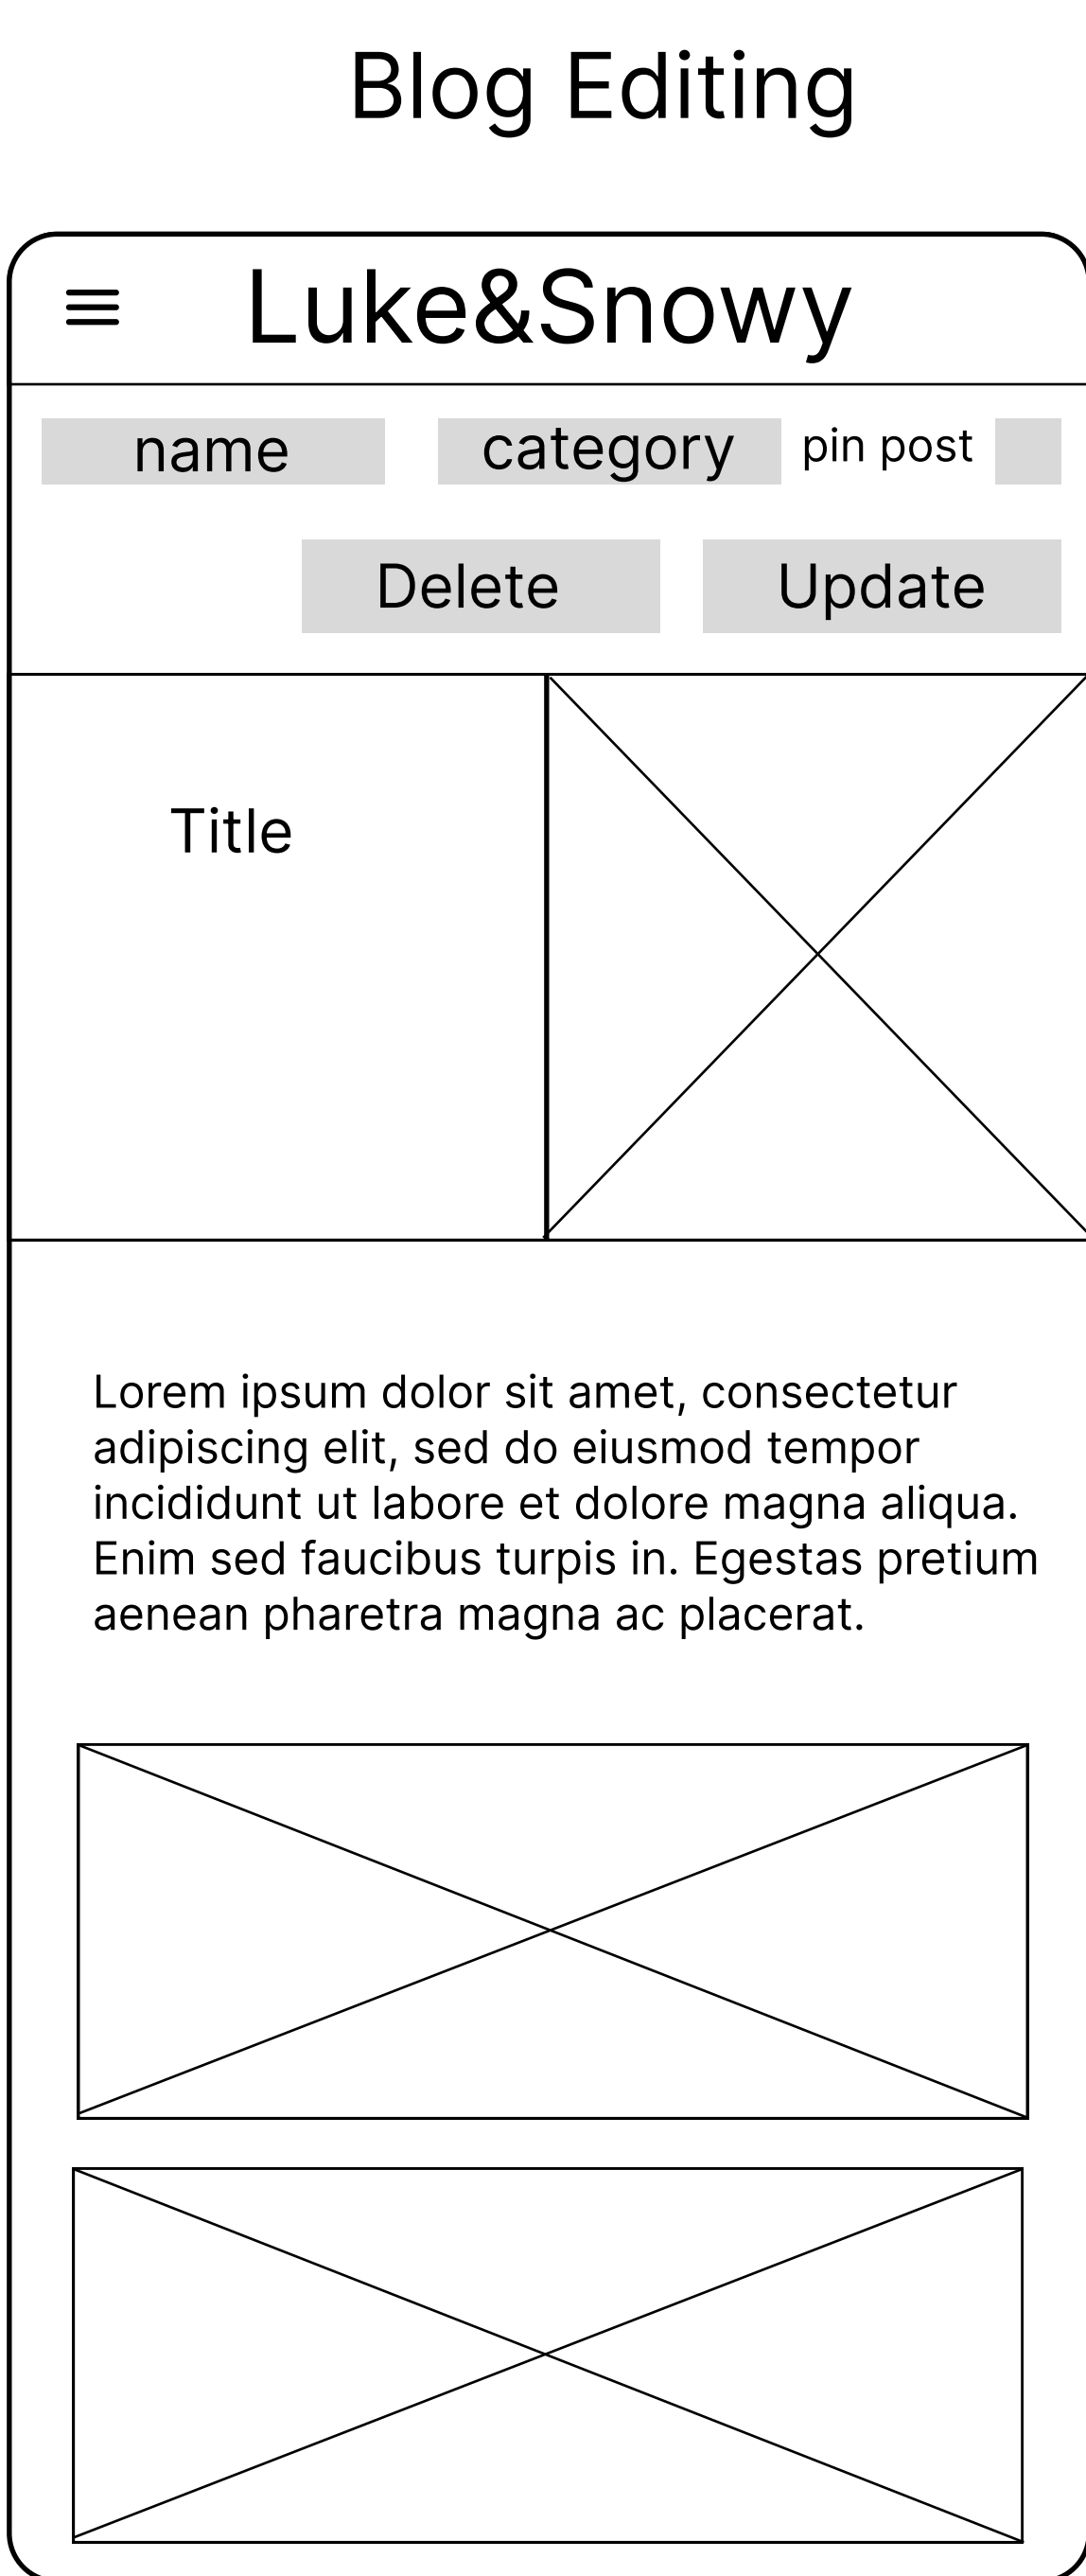 Blog Editing
Luke&Snowy
name
category
pin post
Delete
Update
Title
Lorem ipsum dolor sit amet, consectetur
adipiscing elit, sed do eiusmod tempor
incididunt ut labore et dolore magna aliqua.
Enim sed faucibus turpis in. Egestas pretium
aenean pharetra magna ac placerat.